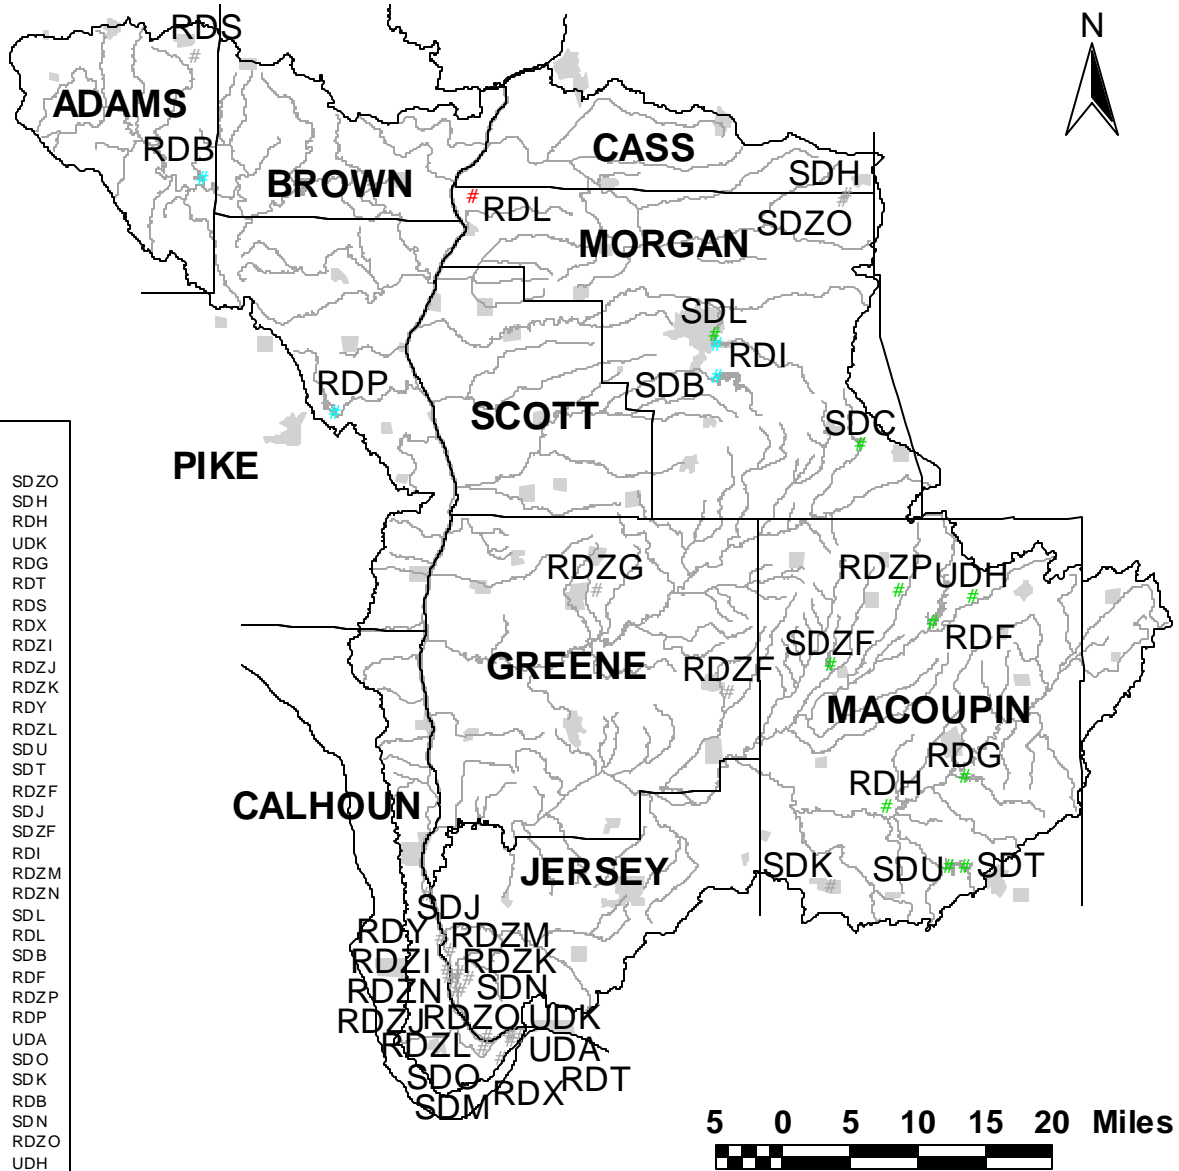 RDS
N
ADAMS
RDB
CASS
BROWN
SDH
RDL
SDZO
MORGAN
SDL
RDI
RDP
SDB
SCOTT
SDC
PIKE
SDZO
SDH
RDH
UDK
RDG
RDT
RDS
RDX
RDZI
RDZJ
RDZK
RDY
RDZL
SDU
SDT
RDZF
SDJ
SDZF
RDI
RDZM
RDZN
SDL
RDL
SDB
RDF
RDZP
RDP
UDA
SDO
SDK
RDB
SDN
RDZO
UDH
RDZG
RDZP
UDH
RDF
SDZF
GREENE
RDZF
MACOUPIN
RDG
RDH
CALHOUN
JERSEY
SDK
SDU
SDT
SDJ
RDY
RDZM
RDZI
RDZK
RDZN
SDN
RDZJ
RDZO
UDK
RDZL
UDA
SDO
RDX
RDT
SDM
5 0 5 10 15 20 Miles